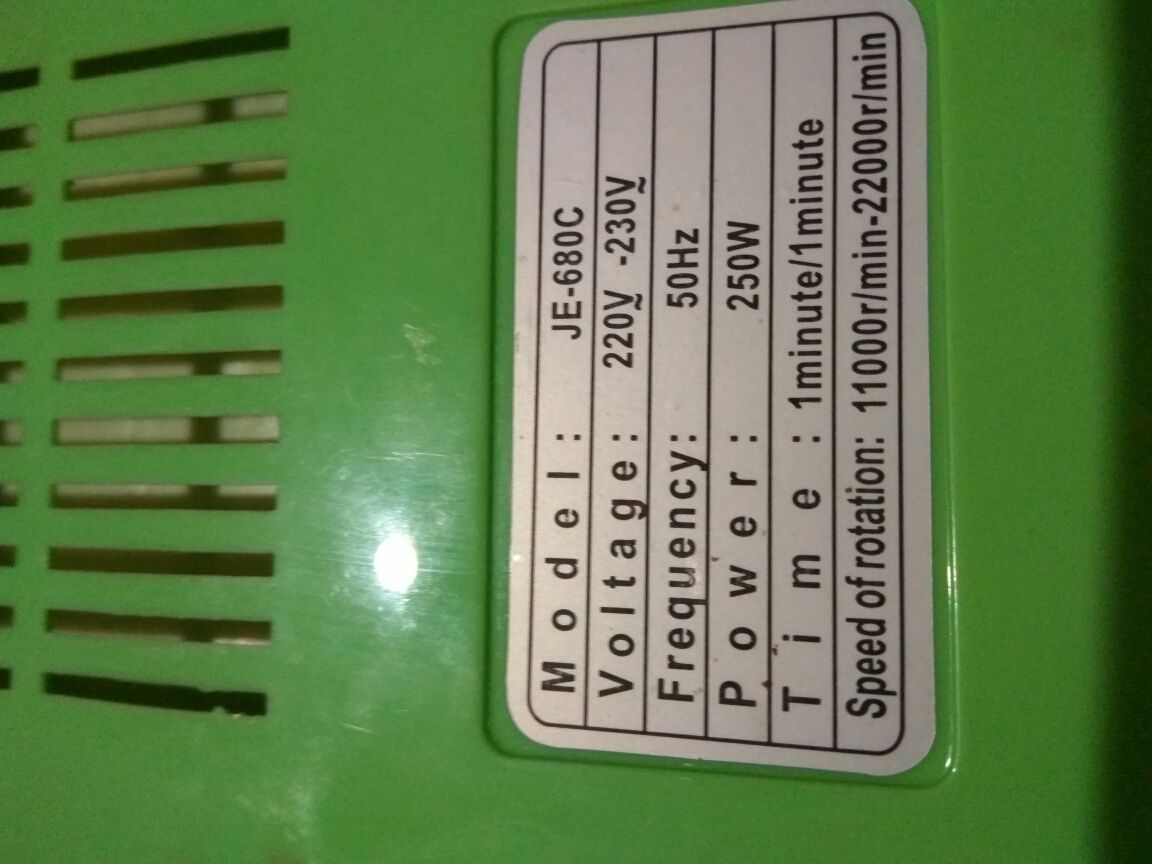 Model: JE-680C
Voltage: 220V~-230V~
Frequency: 50Hz
Power: 250W
Time: 1minute/1minute
Speed of rotation: 11000r/min-22000r/min